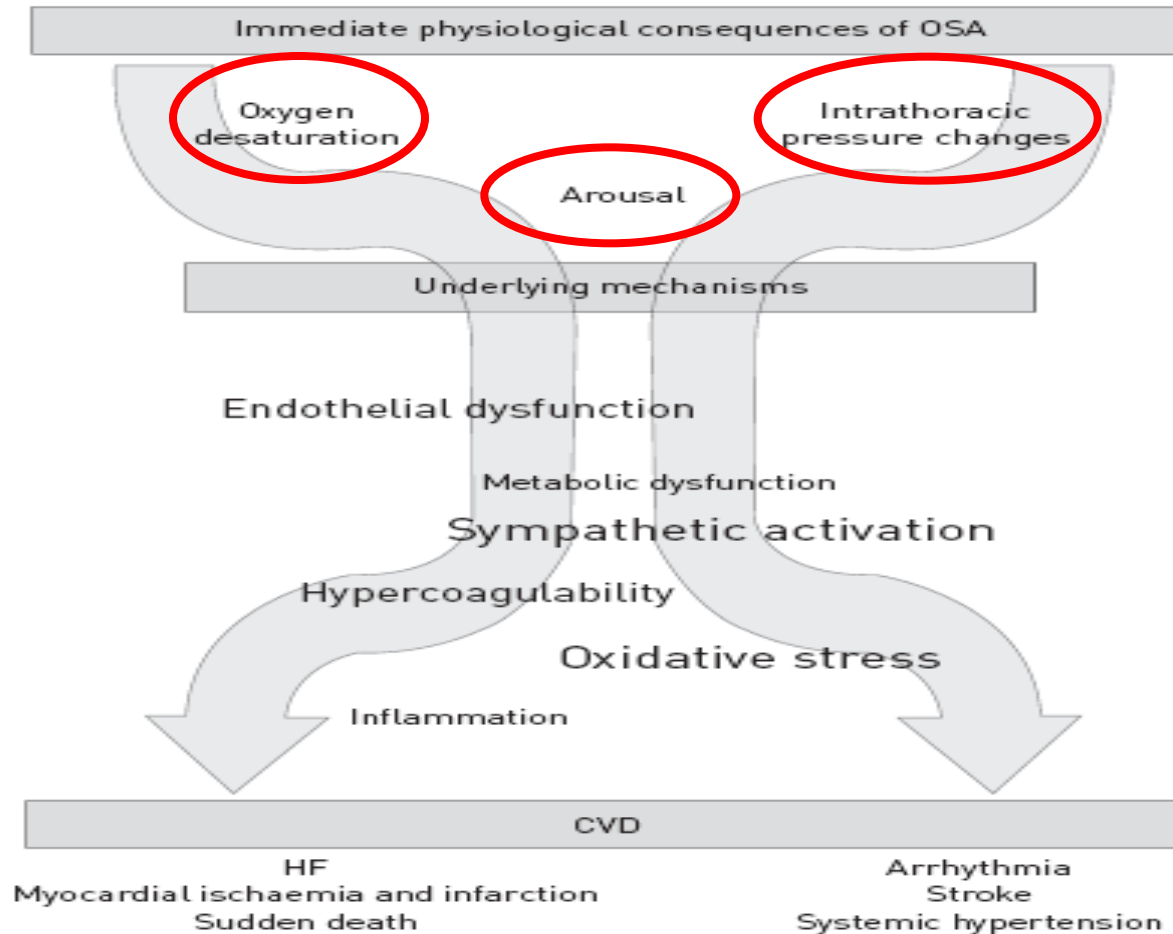 Immediate physiological consequences of OSA
Oxygen
desaturation
Intrathoracic
pressure changes
Arousal
Underlying mechanisms
Endothelial dysfunction
Metabolic dysfunction
Sympathetic activation
Hypercoagulability
Oxidative stress
Inflammation
CVD
HF
Myocardial ischaemia and infarction
Sudden death
Arrhythmia
Stroke
Systemic hypertension